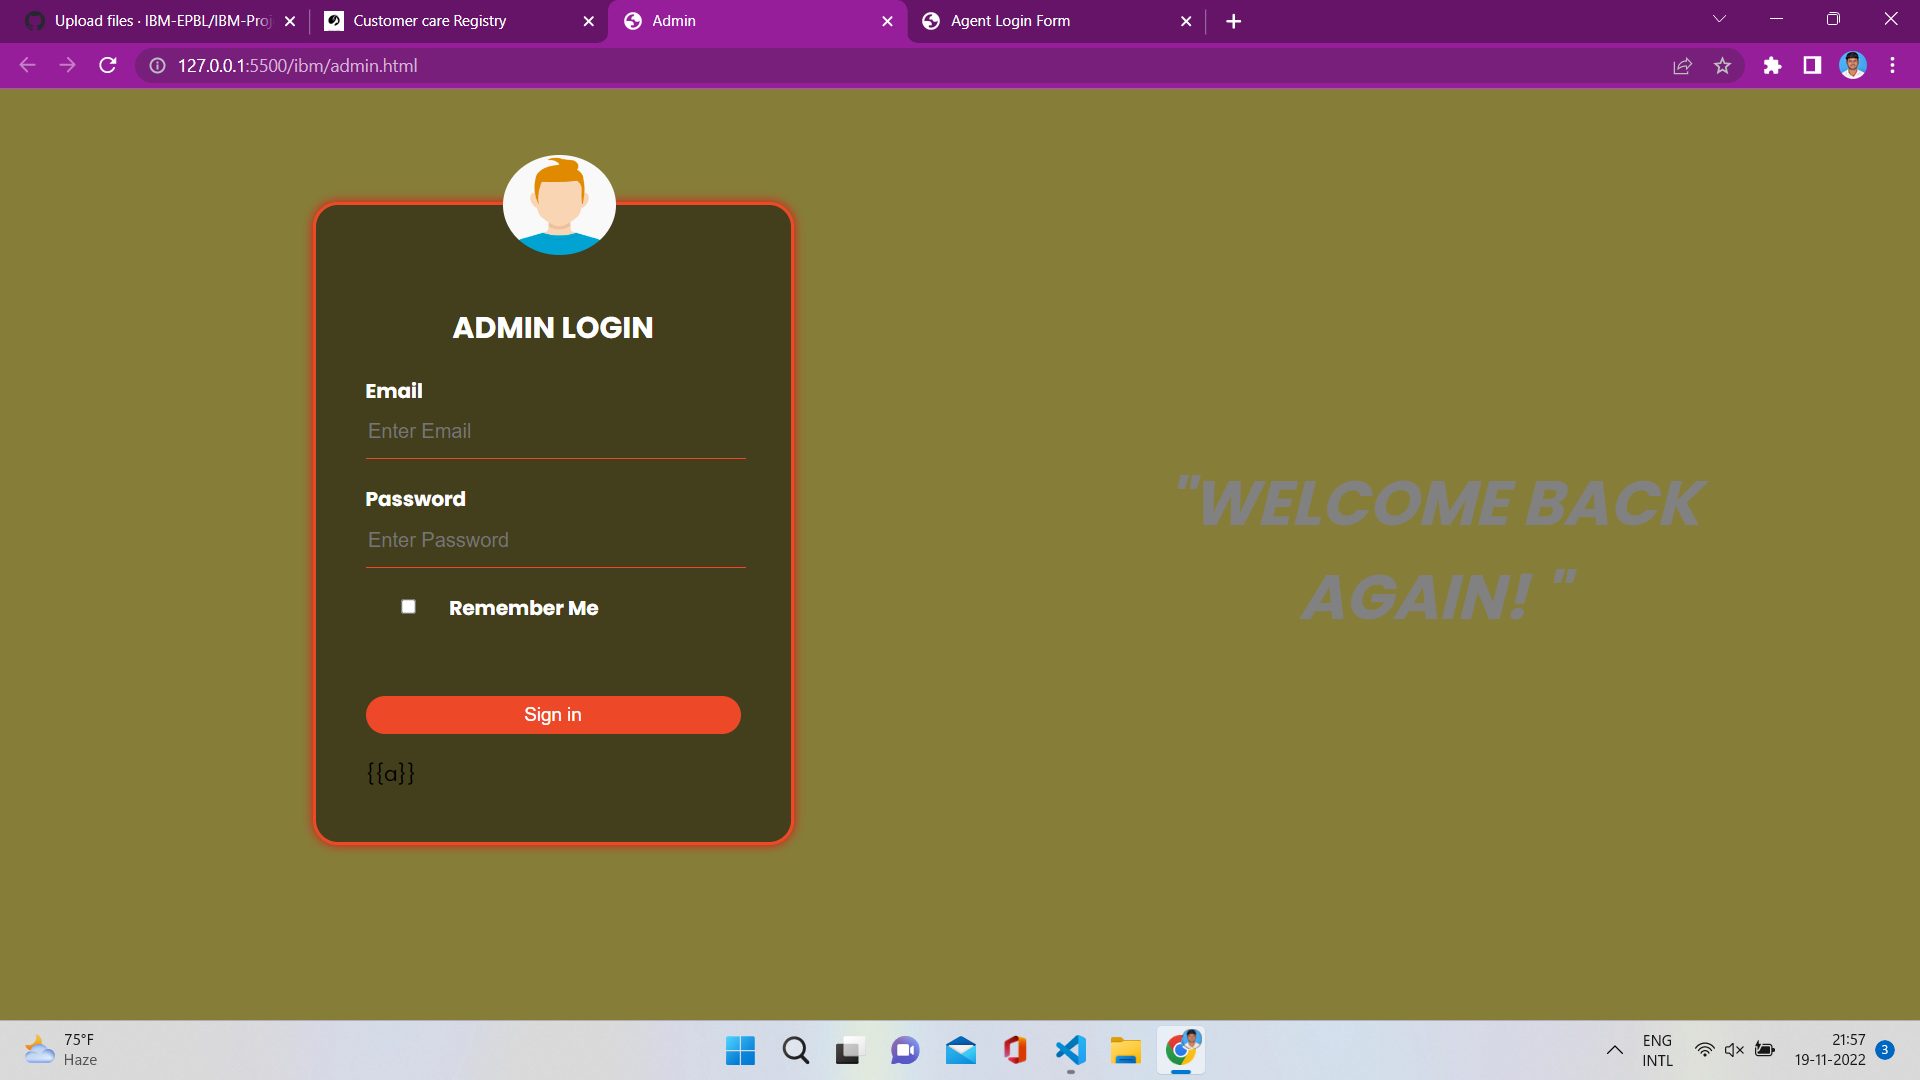 Upload files · IBM-EPBL/IBM-Proj
Customer care Registry
Admin
Agent Login Form
127.0.0.1:5500/ibm/admin.html
ADMIN LOGIN
Email
Enter Email
Password
Enter Password
Remember Me
Sign in
{{a}}
"WELCOME BACK
AGAIN! "
75°F
Haze
ENG
INTL
21:57
19-11-2022
3